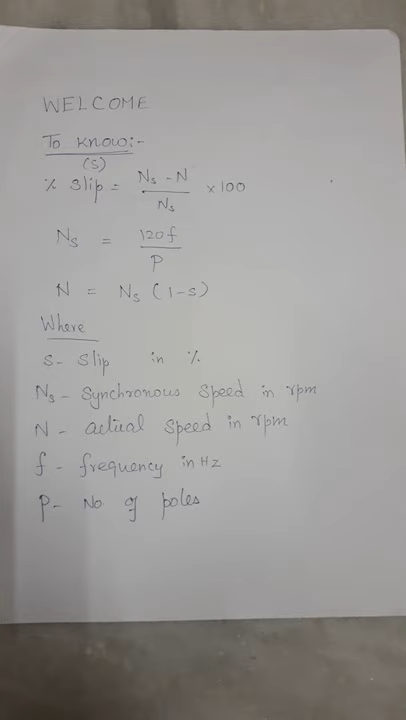 WELCOME
To know:-
(S)
% Slip = Ns - N / Ns × 100
Ns = 120f / P
N = Ns (1-s)
Where
S- Slip in %
Ns - Synchronous Speed in rpm
N - actual Speed in rpm
f - frequency in Hz
P- No of poles